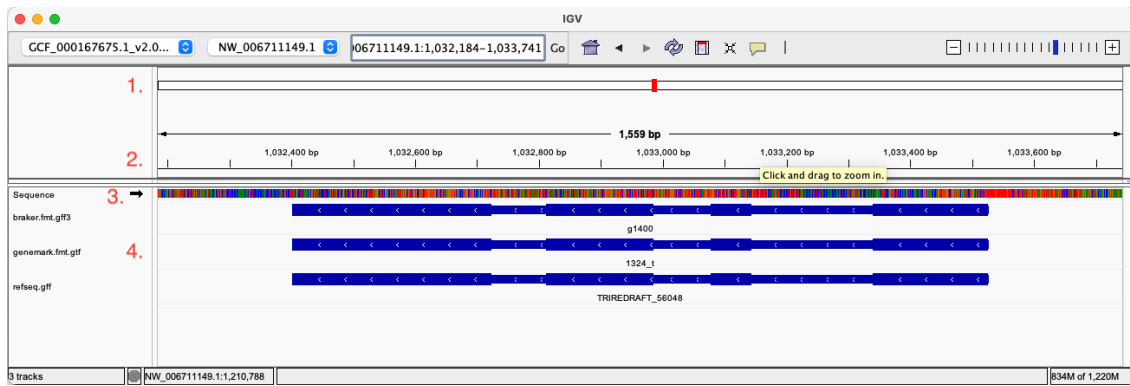 IGV
GCF_000167675.1_v2.0... NW_006711149.1 006711149.1:1,032,184-1,033,741 Go
1.
1,559 bp
2. 1,032,400 bp 1,032,600 bp 1,032,800 bp 1,033,000 bp 1,033,200 bp 1,033,400 bp 1,033,600 bp
Click and drag to zoom in.
Sequence 3.
braker.fmt.gff3
g1400
genemark.fmt.gtf 4.
1324_t
refseq.gff
TRIREDRAFT_56048
3 tracks NW_006711149.1:1,210,788 834M of 1,220M